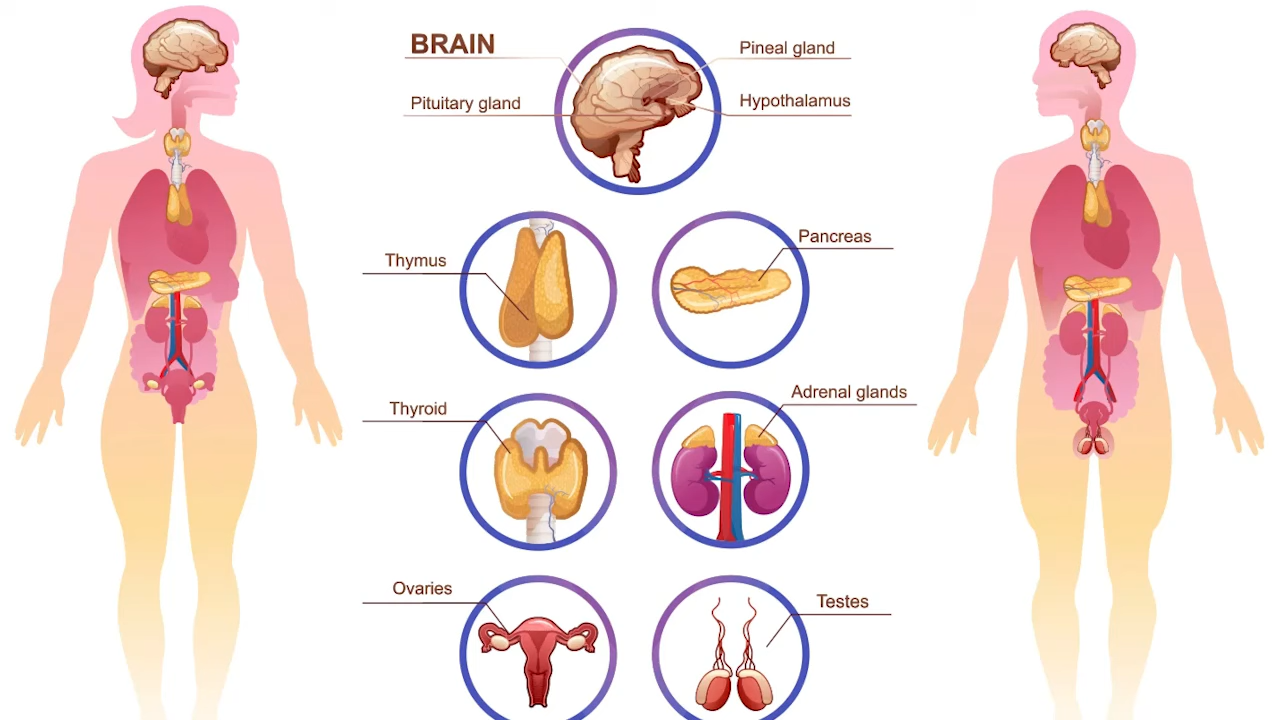 BRAIN
Pineal gland
Pituitary gland
Hypothalamus
Thymus
Pancreas
Thyroid
Adrenal glands
Ovaries
Testes